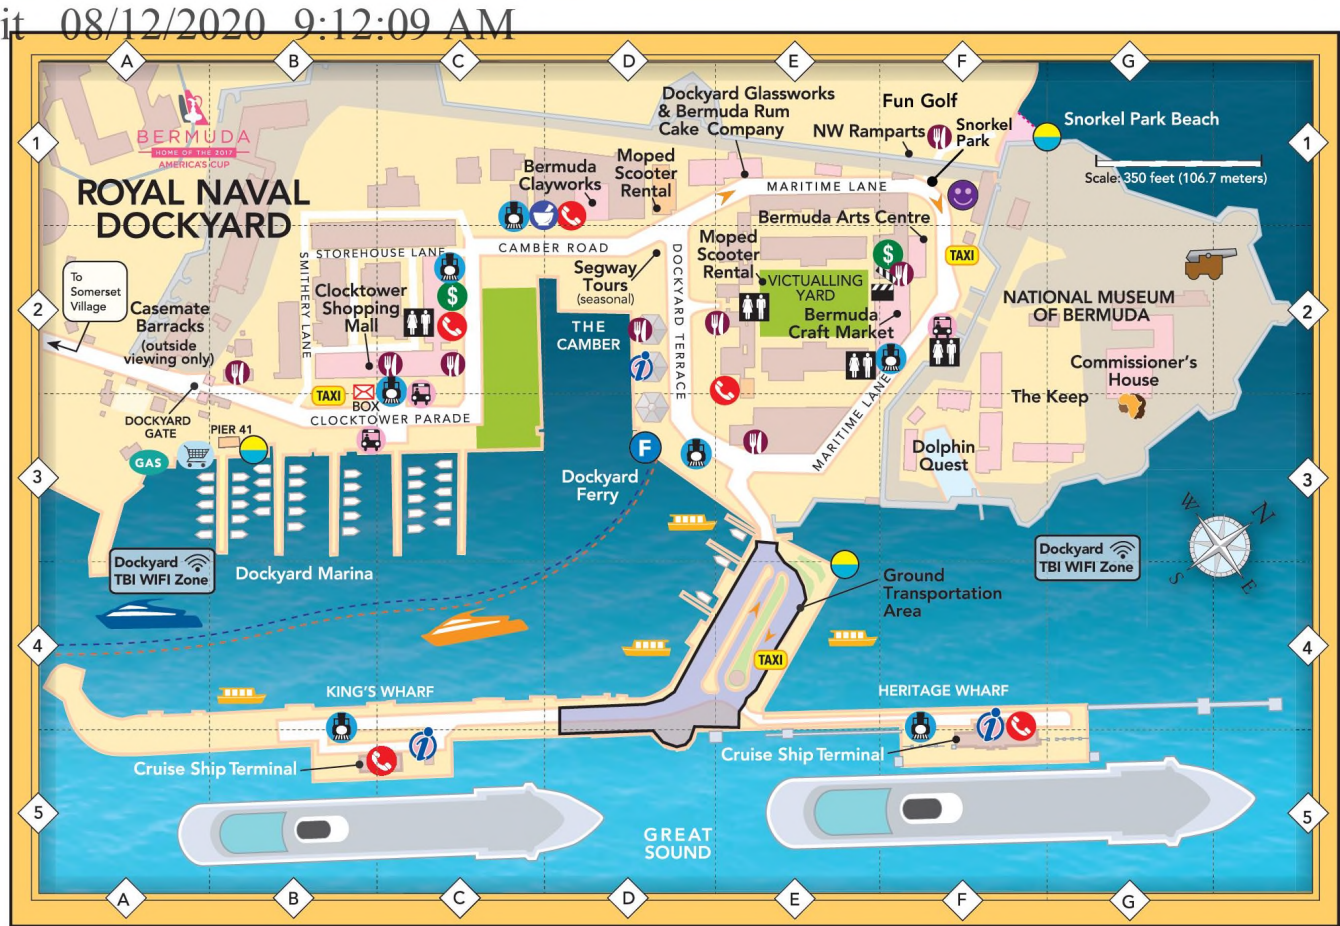 it 08/12/2020 9:12:09 AM
A
B
C
D
E
F
G
1
BERMUDA
HOME OF THE 2017
AMERICA'S CUP
ROYAL NAVAL
DOCKYARD
Bermuda
Clayworks
Moped
Scooter
Rental
Dockyard Glassworks
& Bermuda Rum
Cake Company
Fun Golf
NW Ramparts
Snorkel
Park
Snorkel Park Beach
1
Scale: 350 feet (106.7 meters)
MARITIME LANE
Bermuda Arts Centre
CAMBER ROAD
STOREHOUSE LANE
SMITHERY LANE
DOCKYARD TERRACE
To
Somerset
Village
2
Casemate
Barracks
(outside
viewing only)
Clocktower
Shopping
Mall
$
Segway
Tours
(seasonal)
THE
CAMBER
i
Moped
Scooter
Rental
VICTUALLING
YARD
Bermuda
Craft Market
$
TAXI
NATIONAL MUSEUM
OF BERMUDA
2
Commissioner's
House
The Keep
TAXI
BOX
CLOCKTOWER PARADE
DOCKYARD
GATE
PIER 41
GAS
3
MARITIME LANE
F
Dockyard
Ferry
Dolphin
Quest
3
W
N
S
E
Dockyard
TBI WIFI Zone
Dockyard Marina
Dockyard
TBI WIFI Zone
Ground
Transportation
Area
4
TAXI
4
KING'S WHARF
HERITAGE WHARF
i
i
Cruise Ship Terminal
Cruise Ship Terminal
5
GREAT
SOUND
5
A
B
C
D
E
F
G